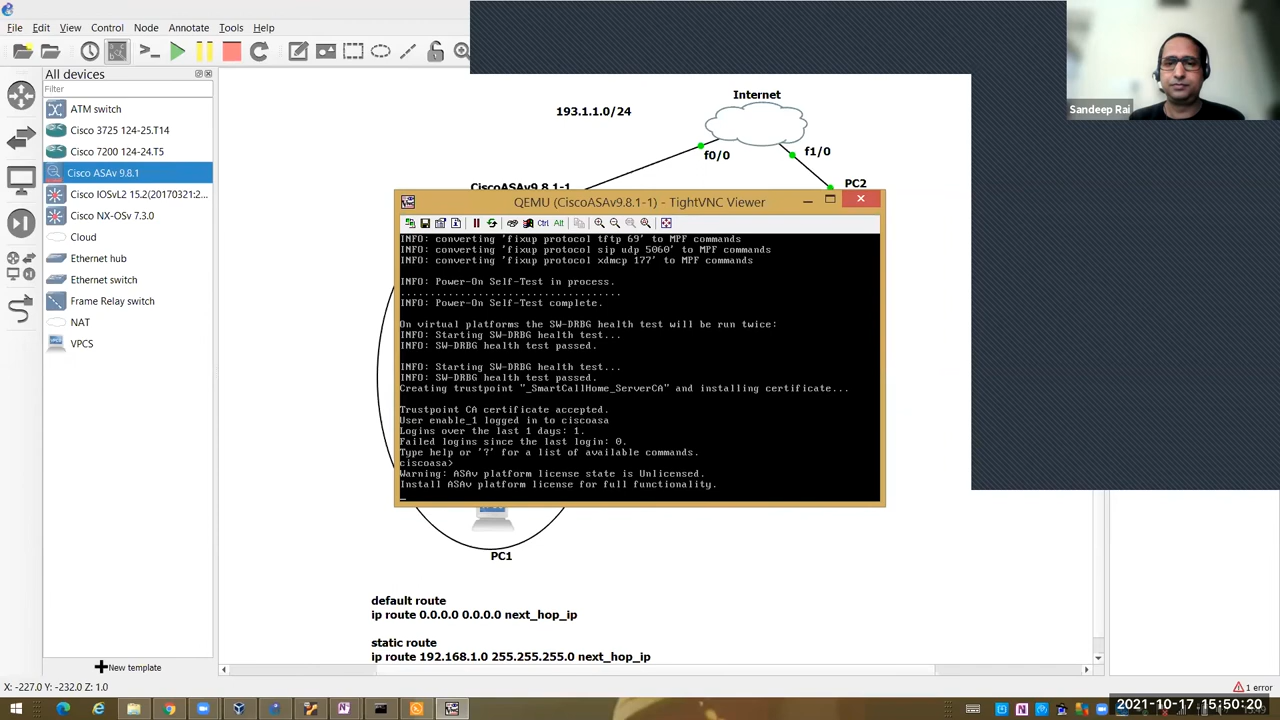 File Edit View Control Node Annotate Tools Help
All devices
Filter
ATM switch
Cisco 3725 124-25.T14
Cisco 7200 124-24.T5
Cisco ASAv 9.8.1
Cisco IOSvL2 15.2(20170321:2...
Cisco NX-OSv 7.3.0
Cloud
Ethernet hub
Ethernet switch
Frame Relay switch
NAT
VPCS
New template
Sandeep Rai
Internet
193.1.1.0/24
f0/0
f1/0
PC2
CiscoASAv9.8.1-1
QEMU (CiscoASAv9.8.1-1) - TightVNC Viewer
Ctrl Alt
INFO: converting 'fixup protocol tftp 69' to MPF commands
INFO: converting 'fixup protocol sip udp 5060' to MPF commands
INFO: converting 'fixup protocol xdmcp 177' to MPF commands
INFO: Power-On Self-Test in process.
.....................................
INFO: Power-On Self-Test complete.
On virtual platforms the SW-DRBG health test will be run twice:
INFO: Starting SW-DRBG health test...
INFO: SW-DRBG health test passed.
INFO: Starting SW-DRBG health test...
INFO: SW-DRBG health test passed.
Creating trustpoint "_SmartCallHome_ServerCA" and installing certificate...
Trustpoint CA certificate accepted.
User enable_1 logged in to ciscoasa
Logins over the last 1 days: 1.
Failed logins since the last login: 0.
Type help or '?' for a list of available commands.
ciscoasa>
Warning: ASAv platform license state is Unlicensed.
Install ASAv platform license for full functionality.
PC1
default route
ip route 0.0.0.0 0.0.0.0 next_hop_ip
static route
ip route 192.168.1.0 255.255.255.0 next_hop_ip
X: -227.0 Y: -232.0 Z: 1.0
1 error
2021-10-17 15:50:20